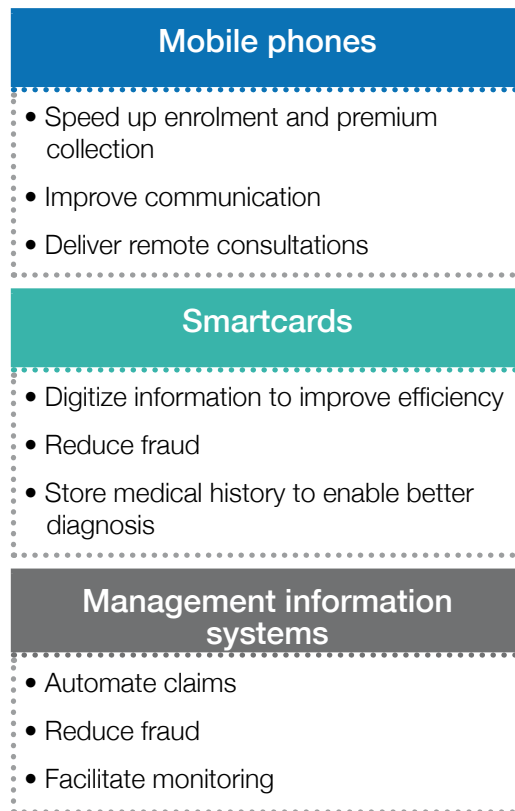 Mobile phones
• Speed up enrolment and premium
collection
• Improve communication
• Deliver remote consultations
Smartcards
• Digitize information to improve efficiency
• Reduce fraud
• Store medical history to enable better
diagnosis
Management information
systems
• Automate claims
• Reduce fraud
• Facilitate monitoring